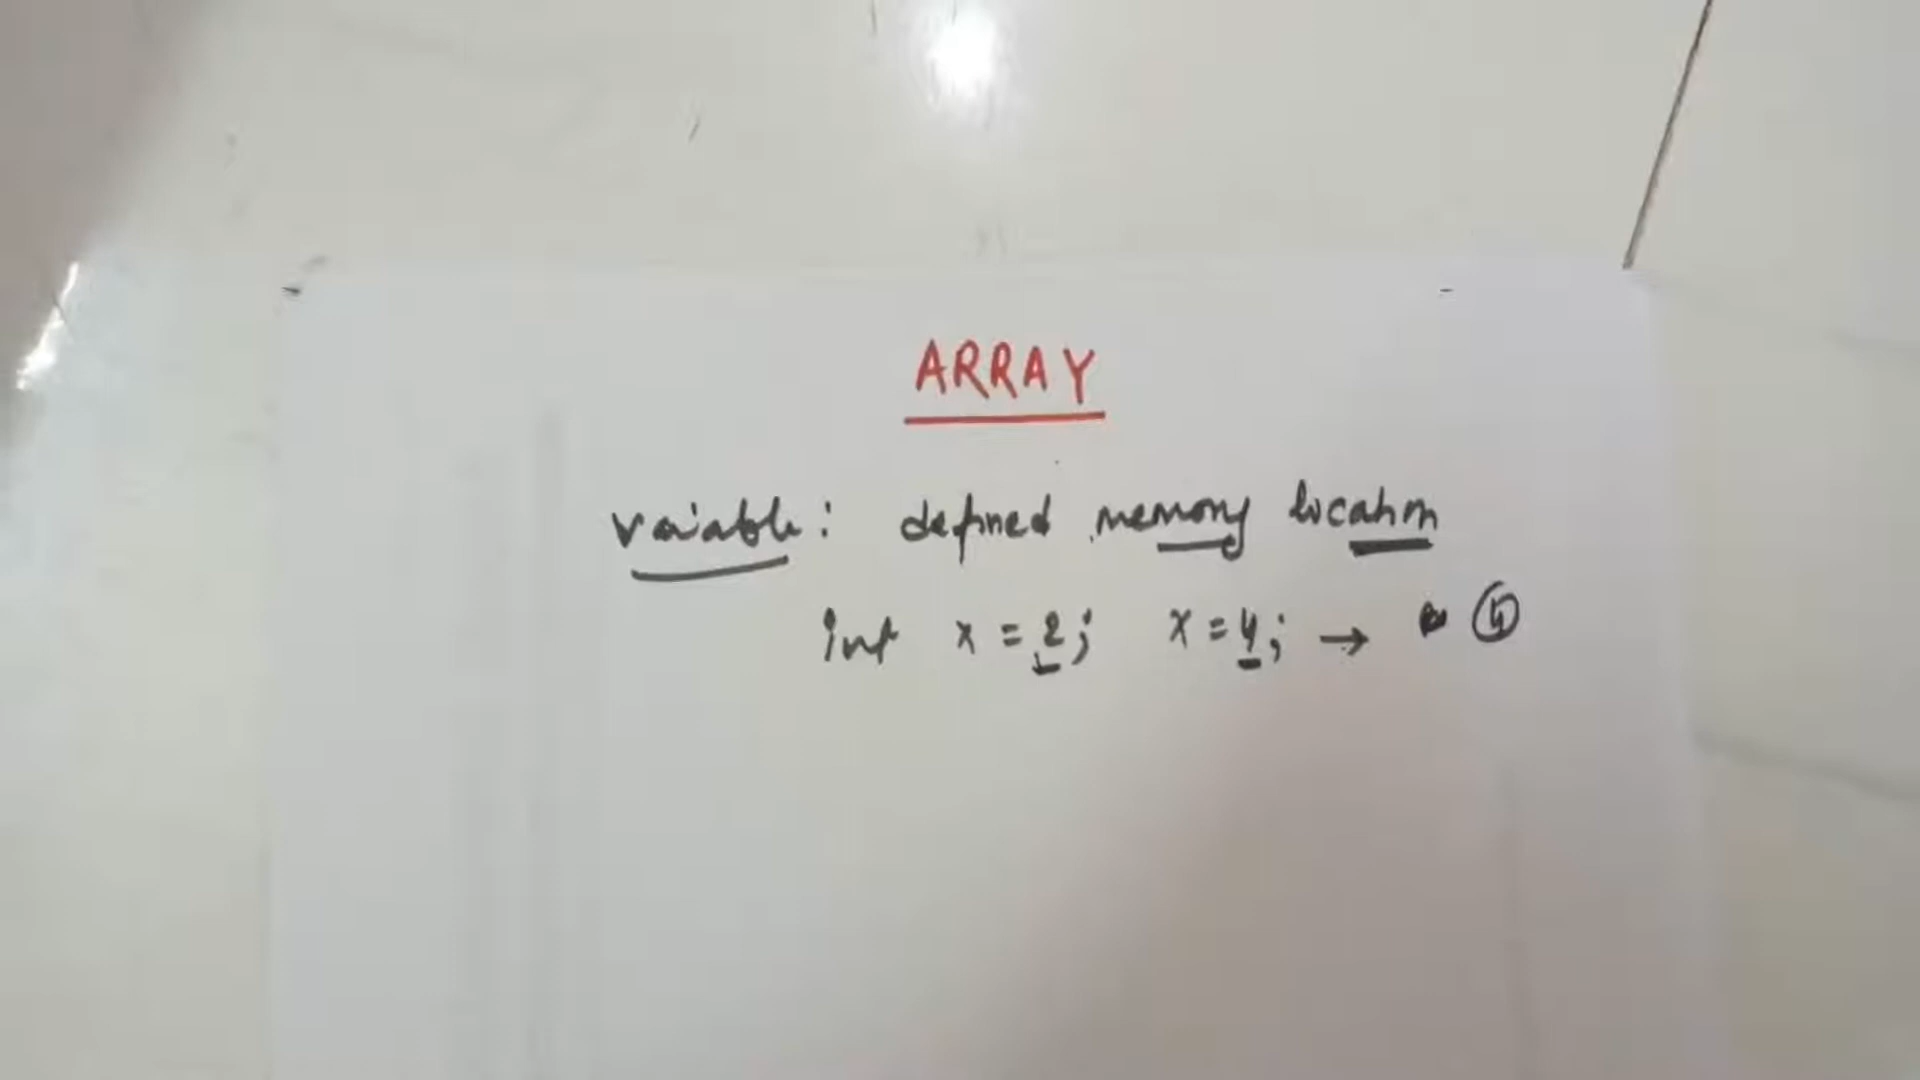 ARRAY
variable: defined memory location
int x = 2; x = 4; →